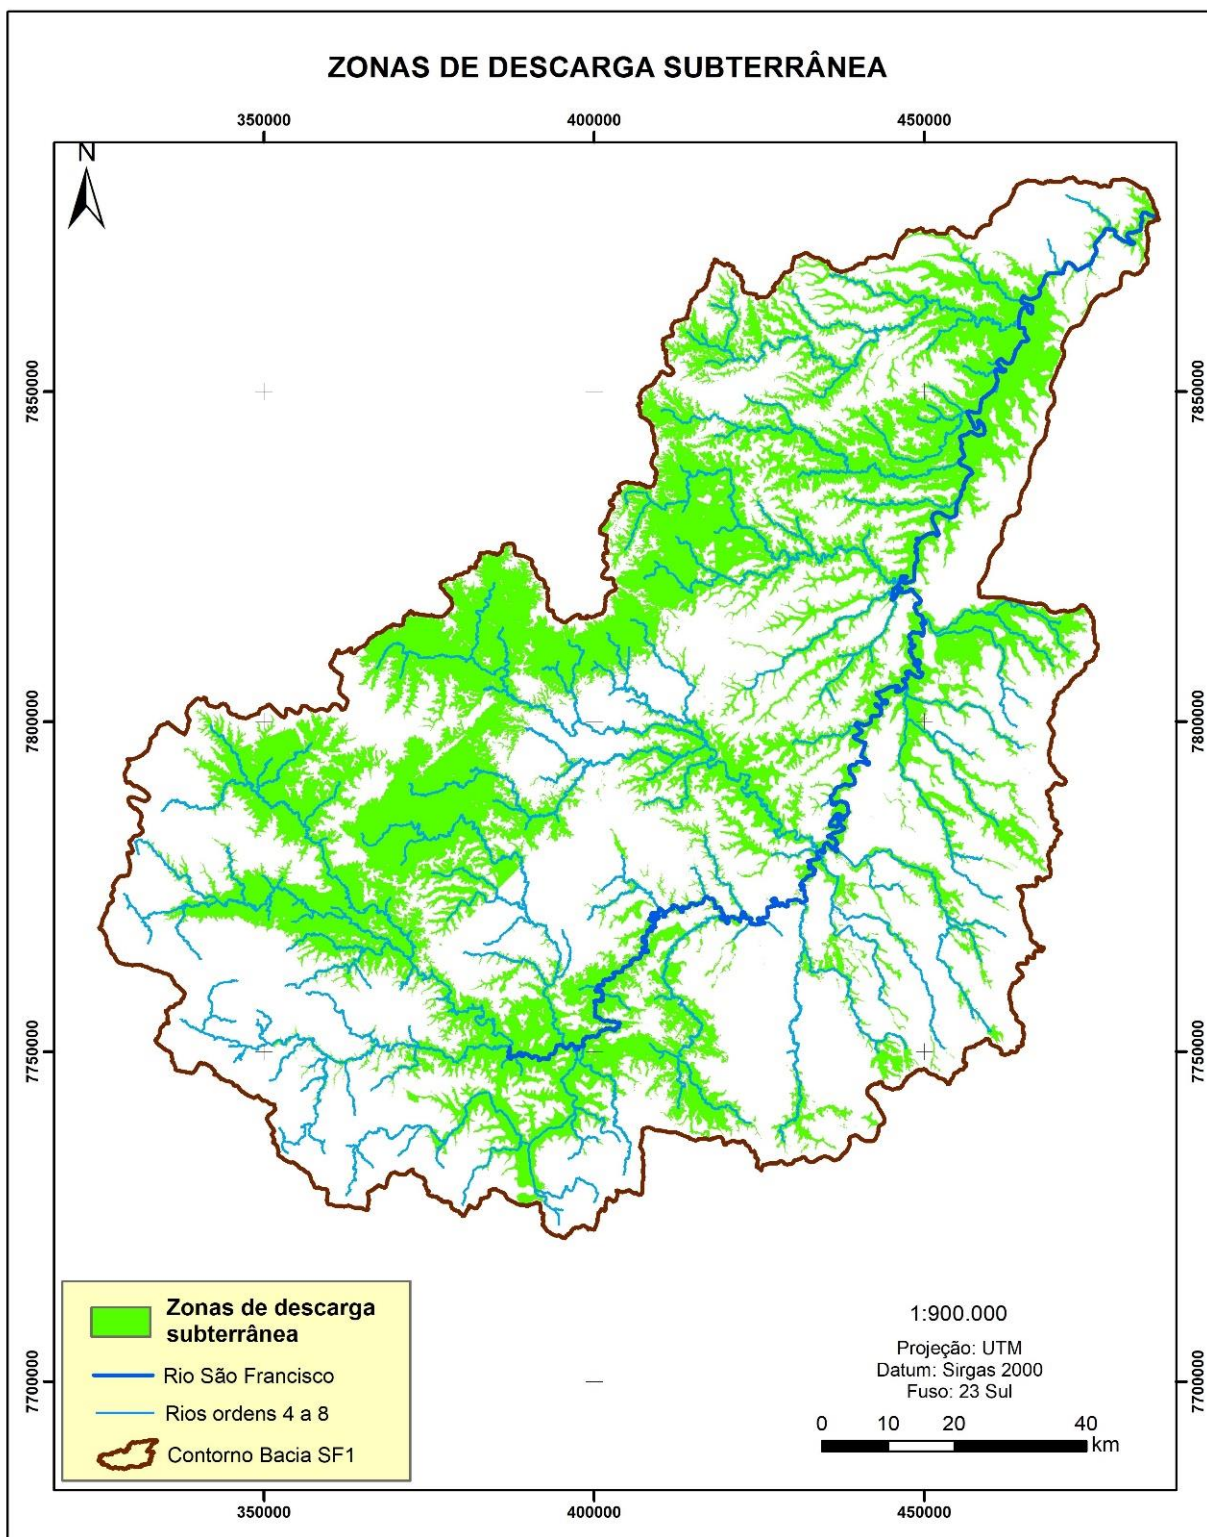 ZONAS DE DESCARGA SUBTERRÂNEA
350000 400000 450000
N
7850000 7850000
7800000 7800000
7750000 7750000
7700000 7700000
Zonas de descarga
subterrânea
Rio São Francisco
Rios ordens 4 a 8
Contorno Bacia SF1
1:900.000
Projeção: UTM
Datum: Sirgas 2000
Fuso: 23 Sul
0 10 20 40
km
350000 400000 450000